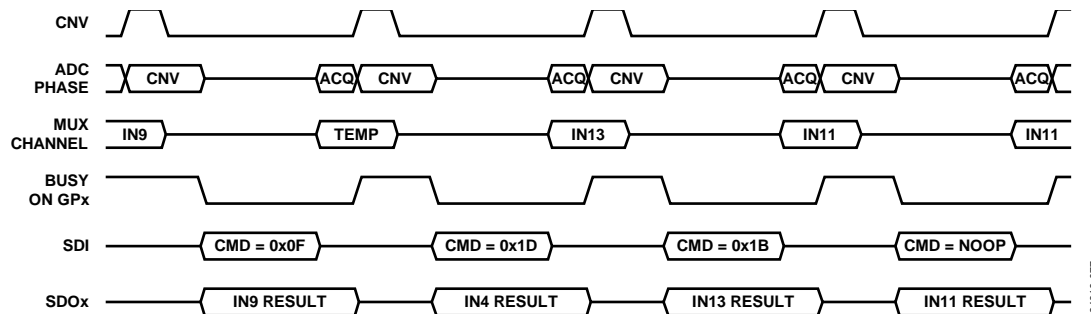 CNV
ADC
PHASE
CNV
ACQ
CNV
ACQ
CNV
ACQ
CNV
ACQ
MUX
CHANNEL
IN9
TEMP
IN13
IN11
IN11
BUSY
ON GPx
SDI
CMD = 0x0F
CMD = 0x1D
CMD = 0x1B
CMD = NOOP
SDOx
IN9 RESULT
IN4 RESULT
IN13 RESULT
IN11 RESULT